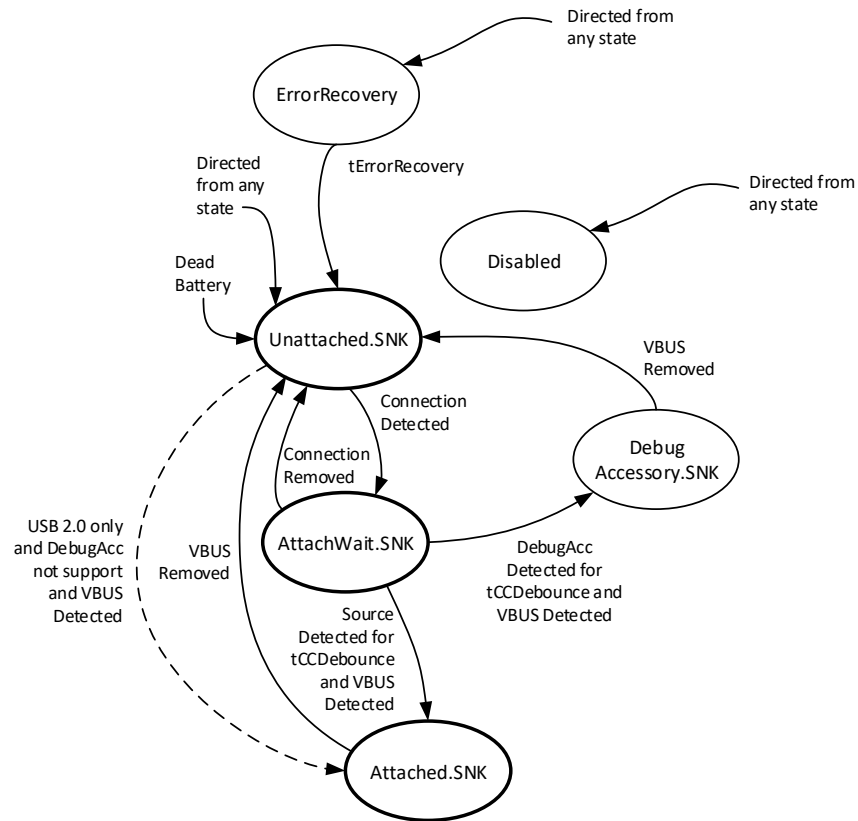 Directed from
any state
ErrorRecovery
Directed
from any
state
tErrorRecovery
Directed from
any state
Disabled
Dead
Battery
Unattached.SNK
VBUS
Removed
Connection
Detected
Connection
Removed
Debug
Accessory.SNK
USB 2.0 only
and DebugAcc
not support
and VBUS
Detected
VBUS
Removed
AttachWait.SNK
DebugAcc
Detected for
tCCDebounce and
VBUS Detected
Source
Detected for
tCCDebounce
and VBUS
Detected
Attached.SNK